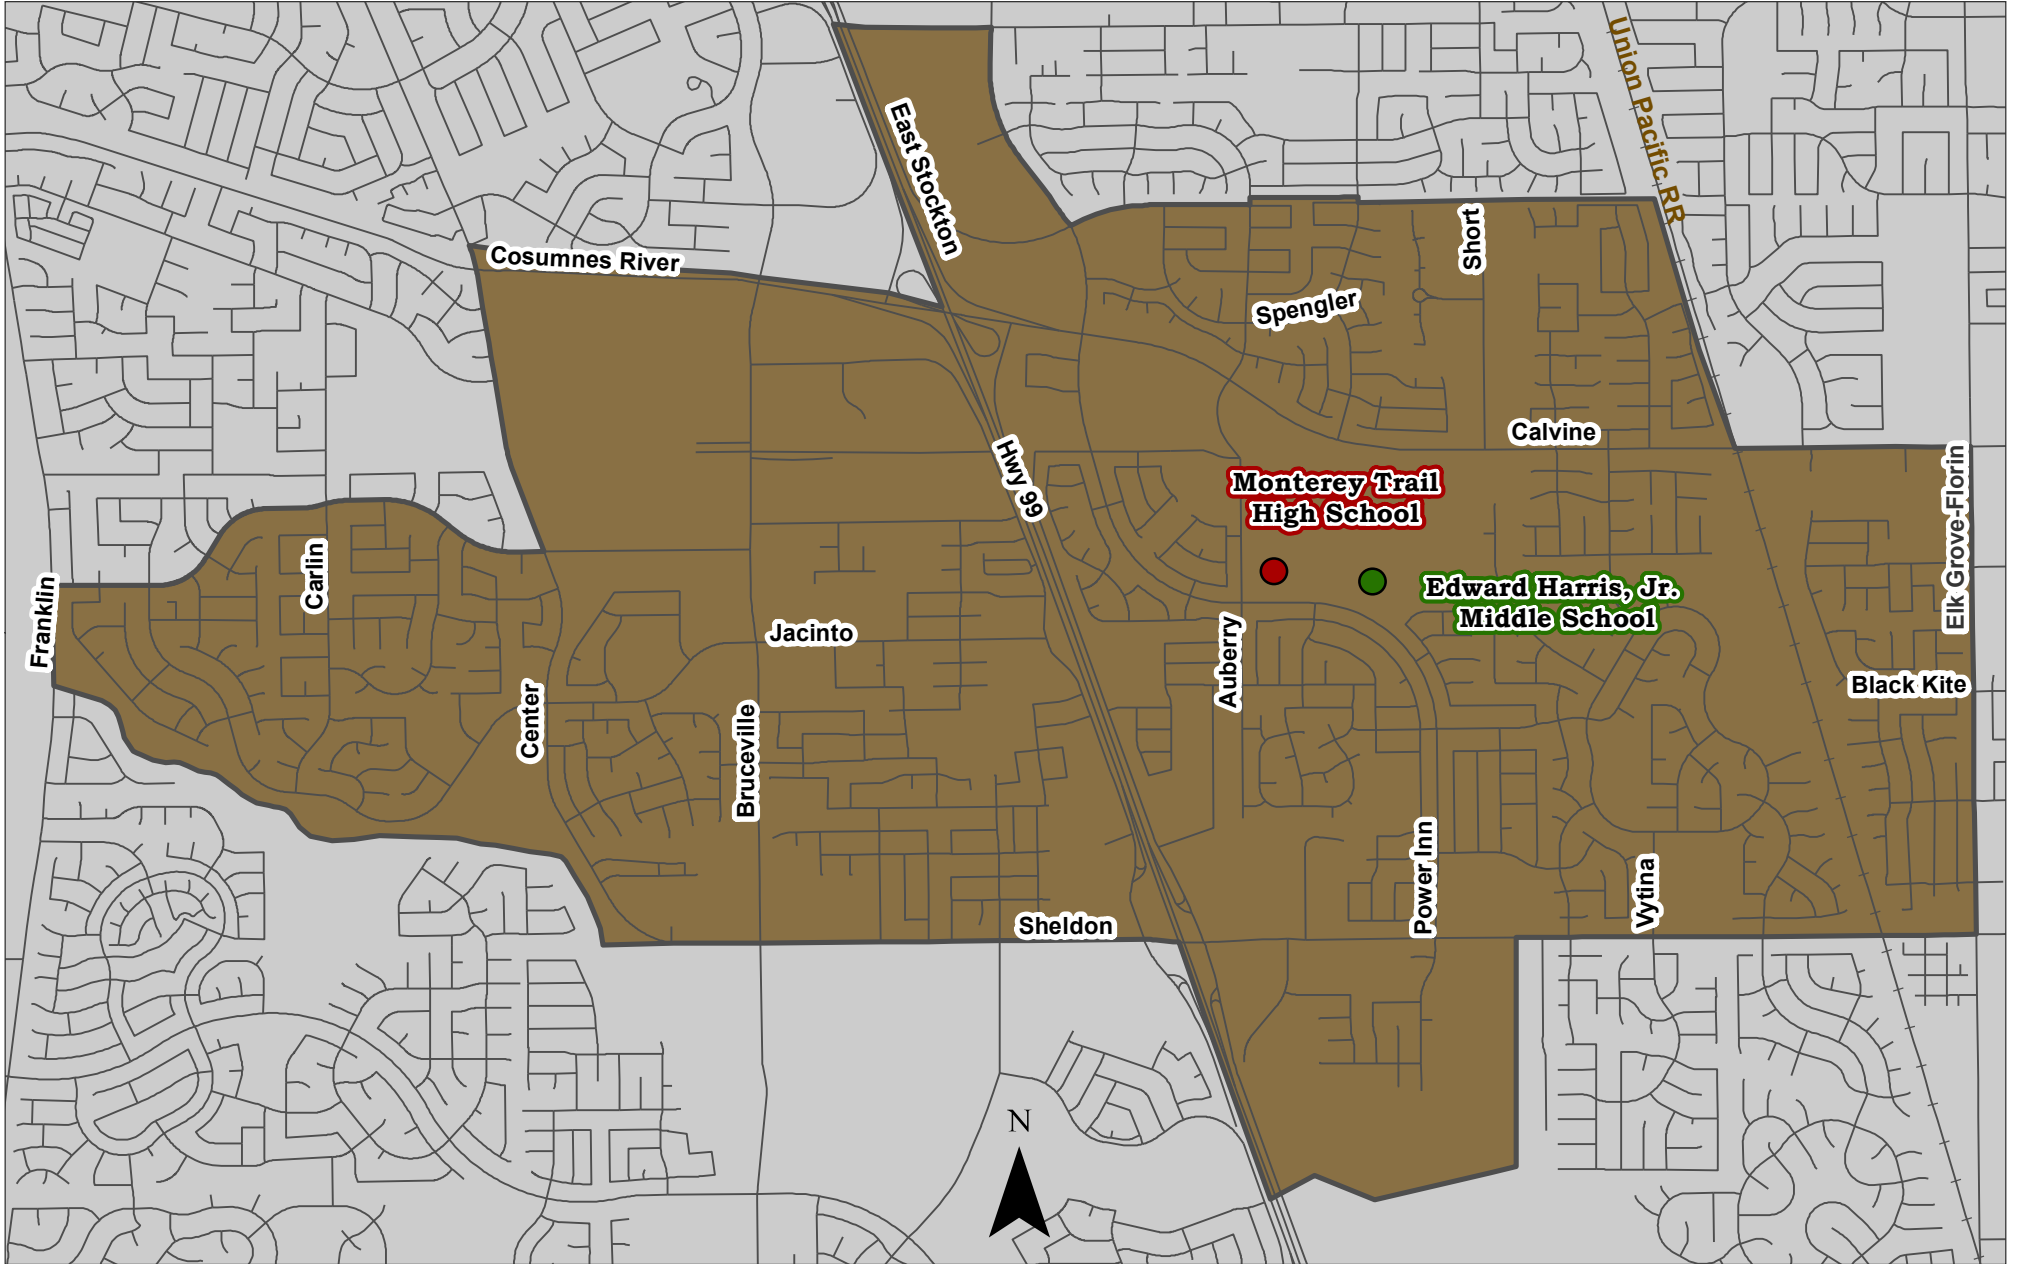 Union Pacific RR
East Stockton
Short
Cosumnes River
Spengler
Calvine
Hwy 99
Monterey Trail
High School
Elk Grove-Florin
Carlin
Franklin
Edward Harris, Jr.
Middle School
Jacinto
Auberry
Black Kite
Center
Bruceville
Power Inn
Vytina
Sheldon
N